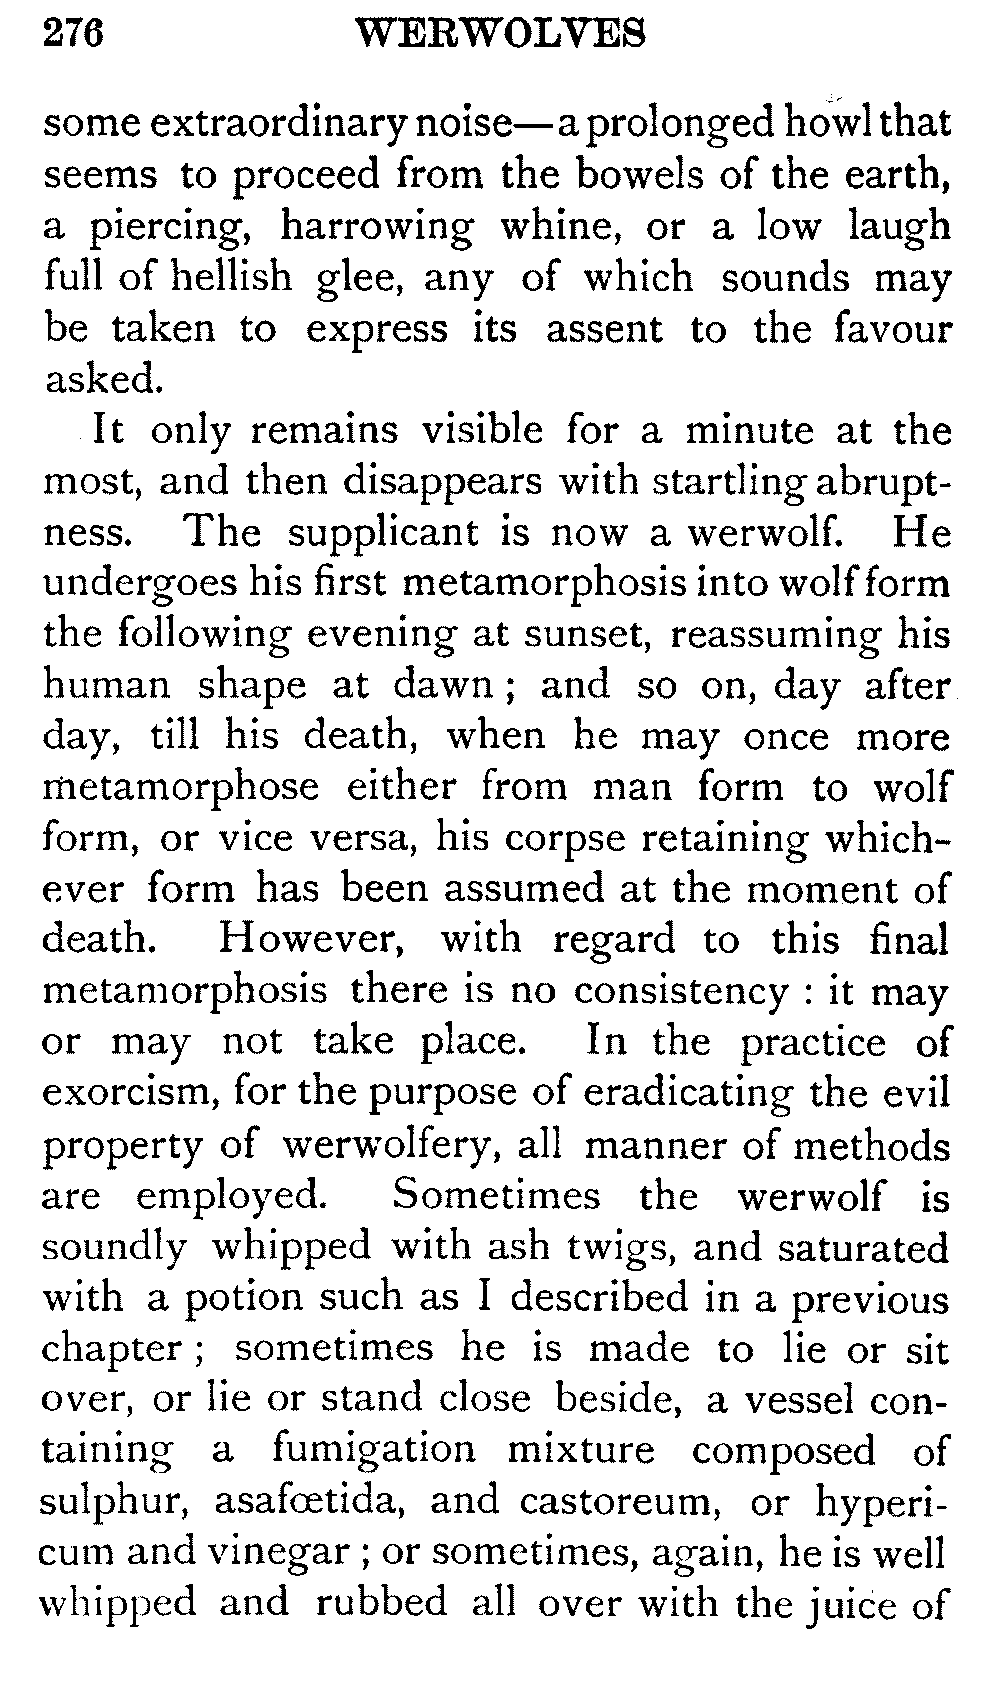 276 WERWOLVES
some extraordinary noise—a prolonged howl that
seems to proceed from the bowels of the earth,
a piercing, harrowing whine, or a low laugh
full of hellish glee, any of which sounds may
be taken to express its assent to the favour
asked.
It only remains visible for a minute at the
most, and then disappears with startling abrupt-
ness. The supplicant is now a werwolf. He
undergoes his first metamorphosis into wolf form
the following evening at sunset, reassuming his
human shape at dawn ; and so on, day after
day, till his death, when he may once more
metamorphose either from man form to wolf
form, or vice versa, his corpse retaining which-
ever form has been assumed at the moment of
death. However, with regard to this final
metamorphosis there is no consistency : it may
or may not take place. In the practice of
exorcism, for the purpose of eradicating the evil
property of werwolfery, all manner of methods
are employed. Sometimes the werwolf is
soundly whipped with ash twigs, and saturated
with a potion such as I described in a previous
chapter ; sometimes he is made to lie or sit
over, or lie or stand close beside, a vessel con-
taining a fumigation mixture composed of
sulphur, asafœtida, and castoreum, or hyperi-
cum and vinegar ; or sometimes, again, he is well
whipped and rubbed all over with the juice of